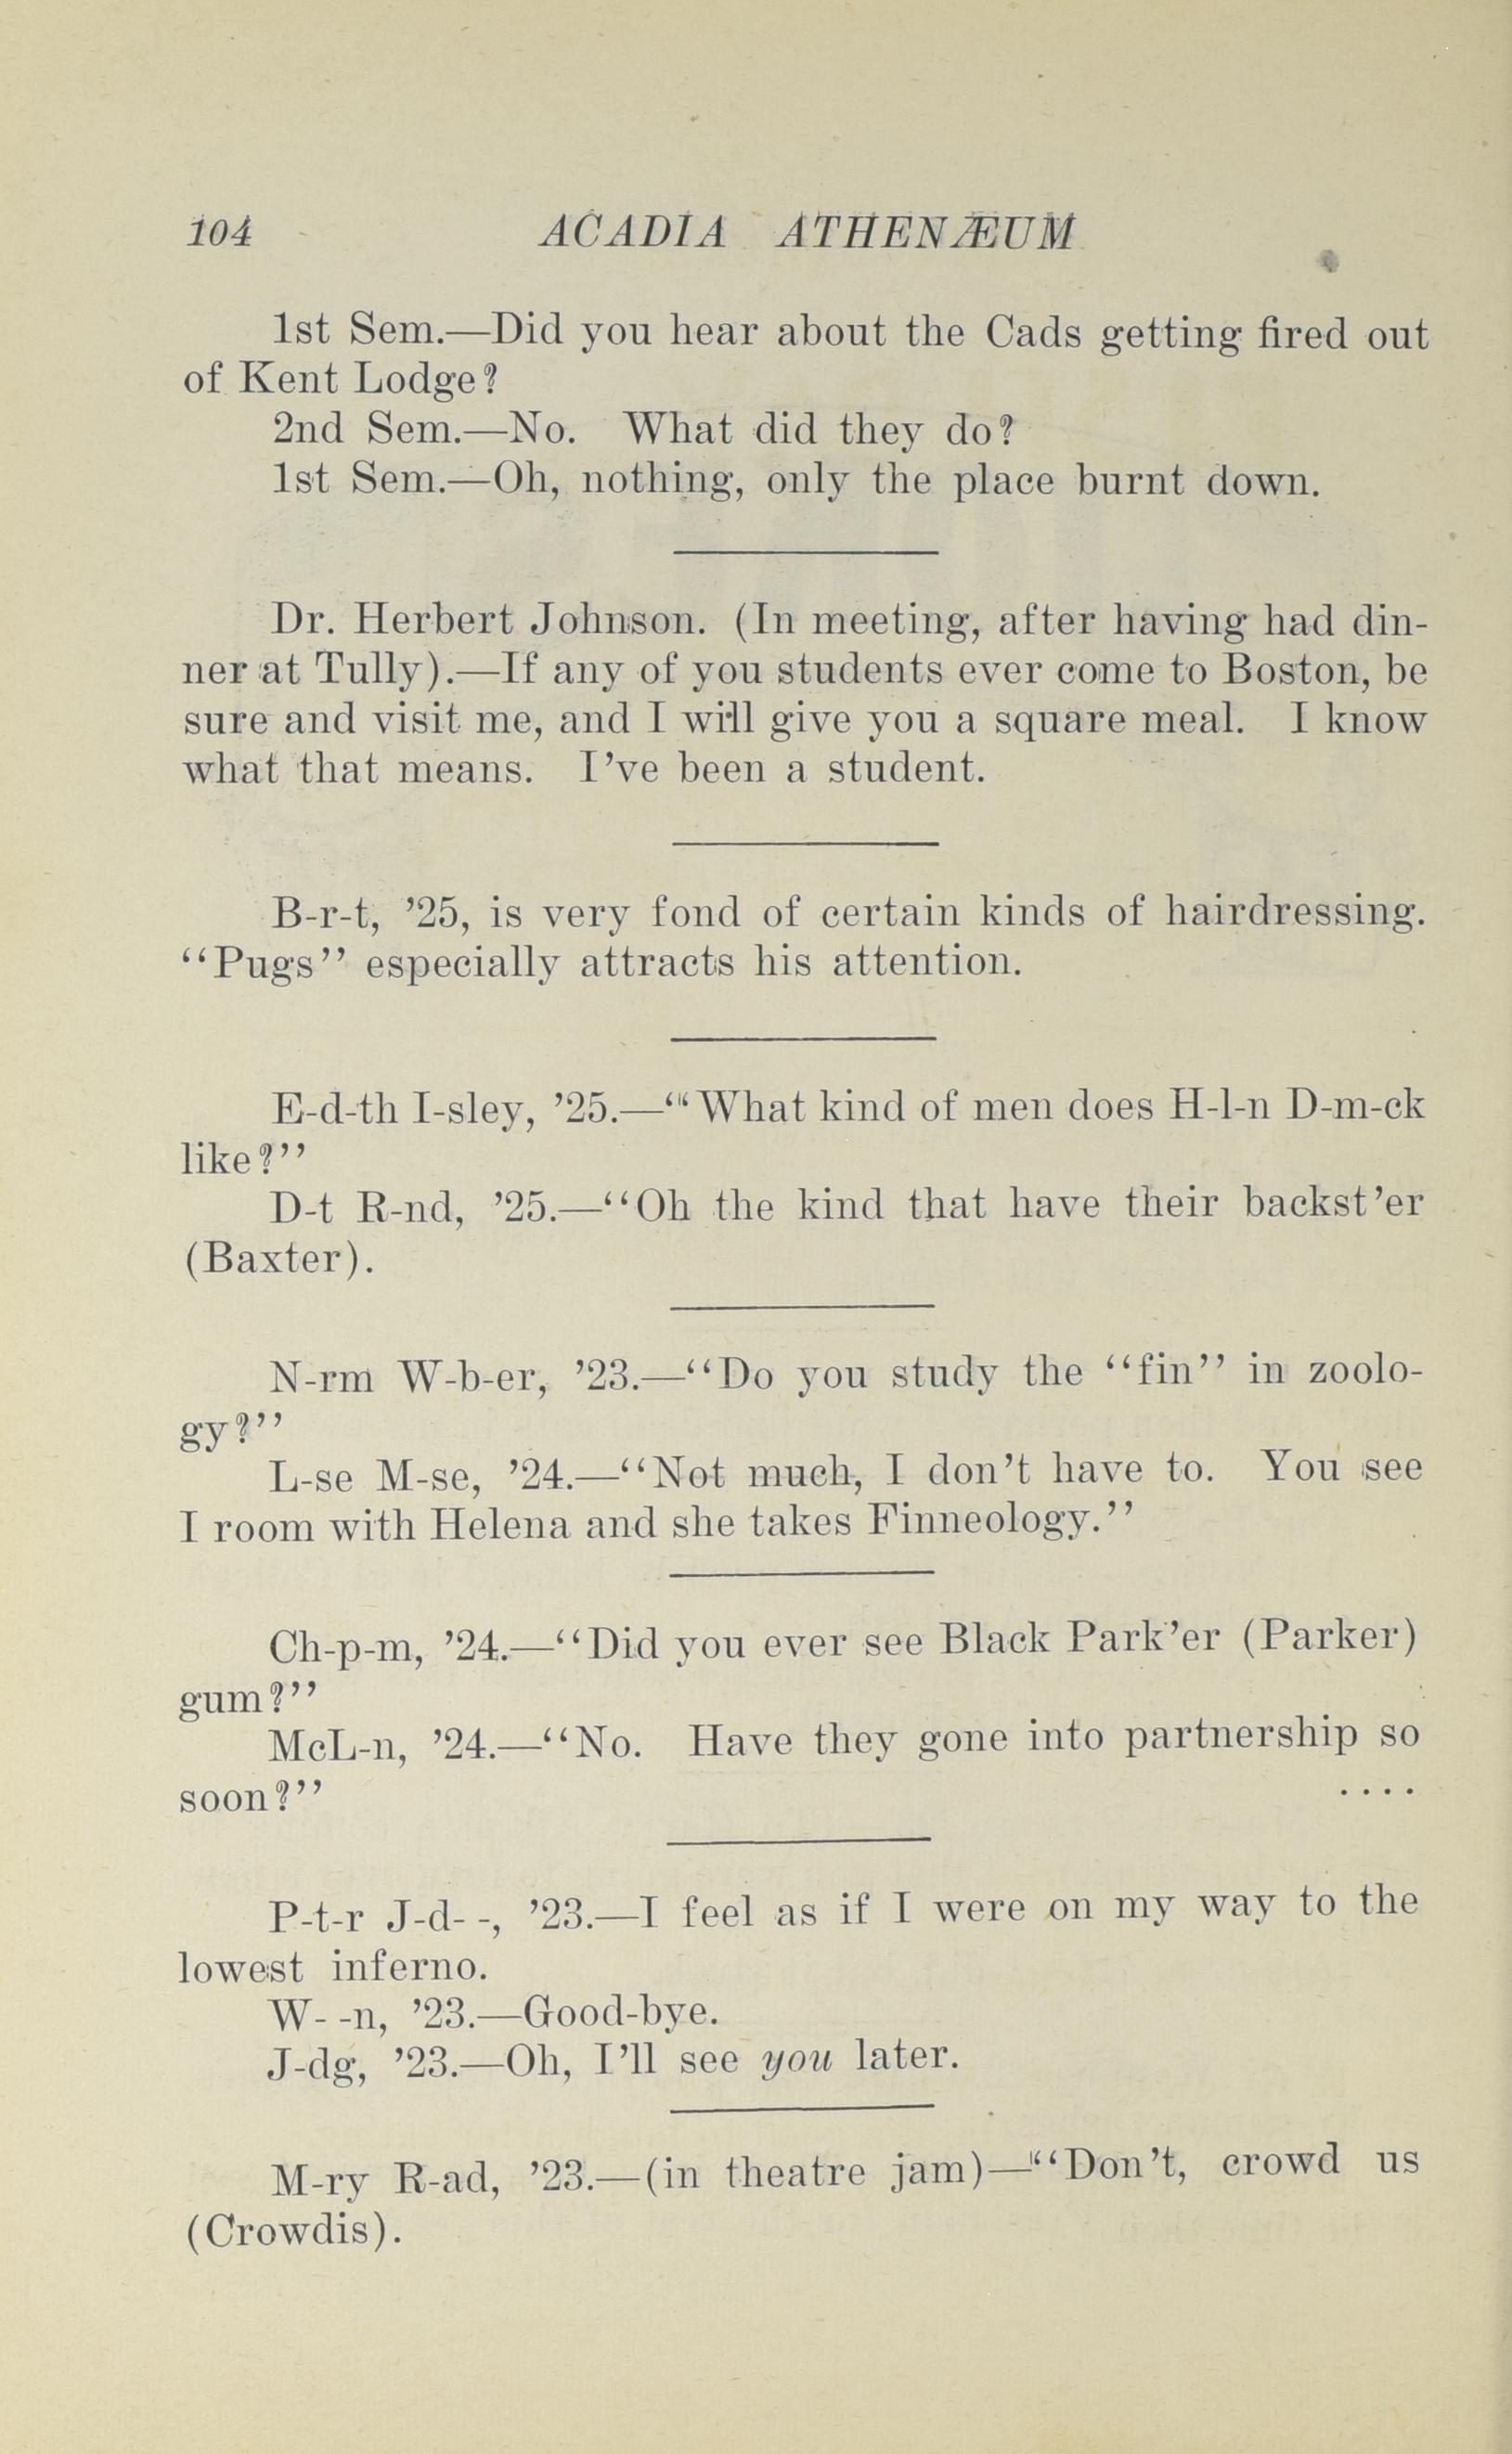 104 ACADIA ATHENÆUM
1st Sem.—Did you hear about the Cads getting fired out
of Kent Lodge?
2nd Sem.—No. What did they do?
1st Sem.—Oh, nothing, only the place burnt down.
Dr. Herbert Johnson. (In meeting, after having had din-
ner at Tully).—If any of you students ever come to Boston, be
sure and visit me, and I will give you a square meal. I know
what that means. I've been a student.
B-r-t, '25, is very fond of certain kinds of hairdressing.
"Pugs" especially attracts his attention.
E-d-th I-sley, '25.—"What kind of men does H-l-n D-m-ck
like?"
D-t R-nd, '25.—"Oh the kind that have their backst'er
(Baxter).
N-rm W-b-er, '23.—"Do you study the "fin" in zoolo-
gy?"
L-se M-se, '24.—"Not much, I don't have to. You see
I room with Helena and she takes Finneology."
Ch-p-m, '24.—"Did you ever see Black Park'er (Parker)
gum?"
McL-n, '24.—"No. Have they gone into partnership so
soon?" ....
P-t-r J-d- -, '23.—I feel as if I were on my way to the
lowest inferno.
W- -n, '23.—Good-bye.
J-dg, '23.—Oh, I'll see you later.
M-ry R-ad, '23.—(in theatre jam)—"Don't, crowd us
(Crowdis).